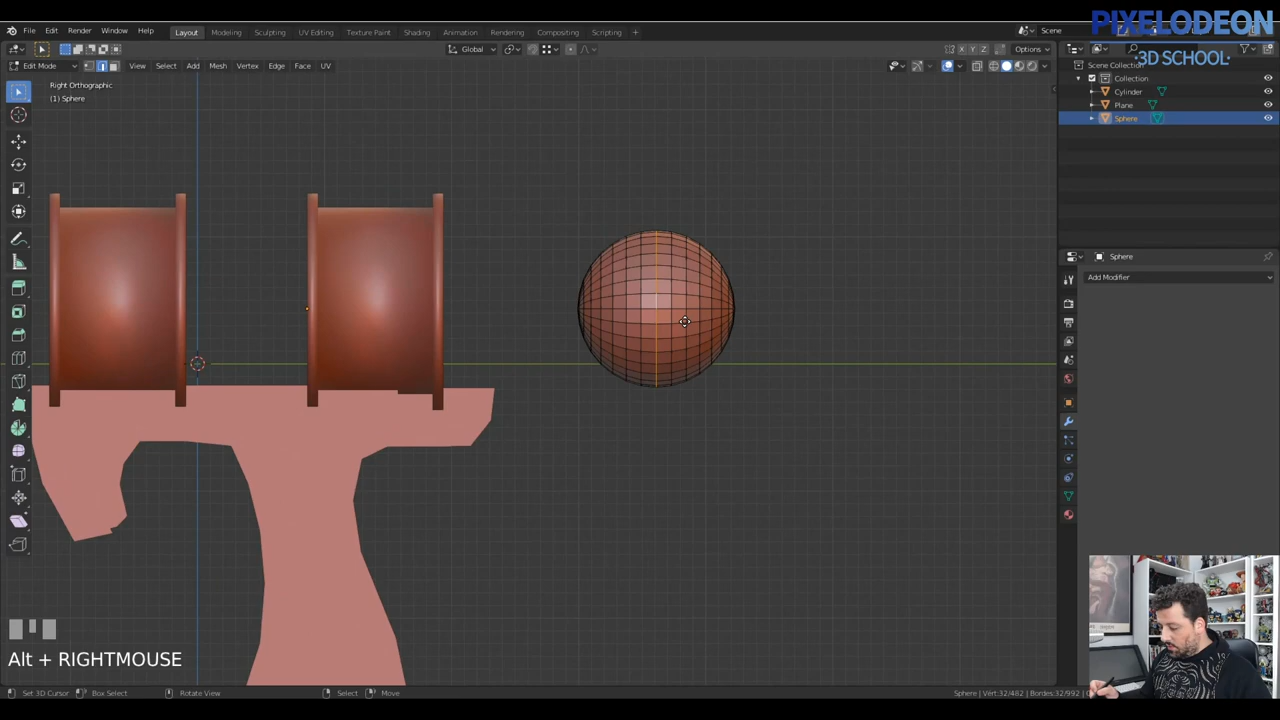 PIXELODEON
·3D SCHOOL·
File Edit Render Window Help
Layout Modeling Sculpting UV Editing Texture Paint Shading Animation Rendering Compositing Scripting +
Scene
Edit Mode
View Select Add Mesh Vertex Edge Face UV
Global
X Y Z
Options
Right Orthographic
(1) Sphere
Scene Collection
Collection
Cylinder
Plane
Sphere
Sphere
Add Modifier
Alt + RIGHTMOUSE
Set 3D Cursor Box Select Rotate View Select Move
Sphere | Vért:32/482 | Bordes:32/992